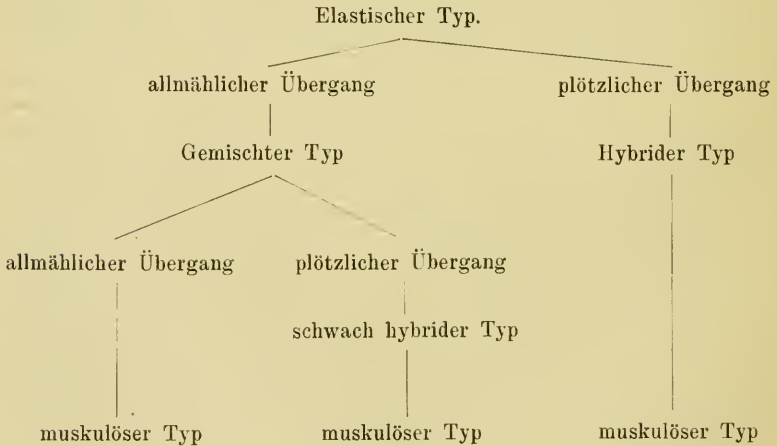 Elastischer Typ.
allmählicher Übergang plötzlicher Übergang
Gemischter Typ Hybrider Typ
allmählicher Übergang plötzlicher Übergang
schwach hybrider Typ
muskulöser Typ muskulöser Typ muskulöser Typ